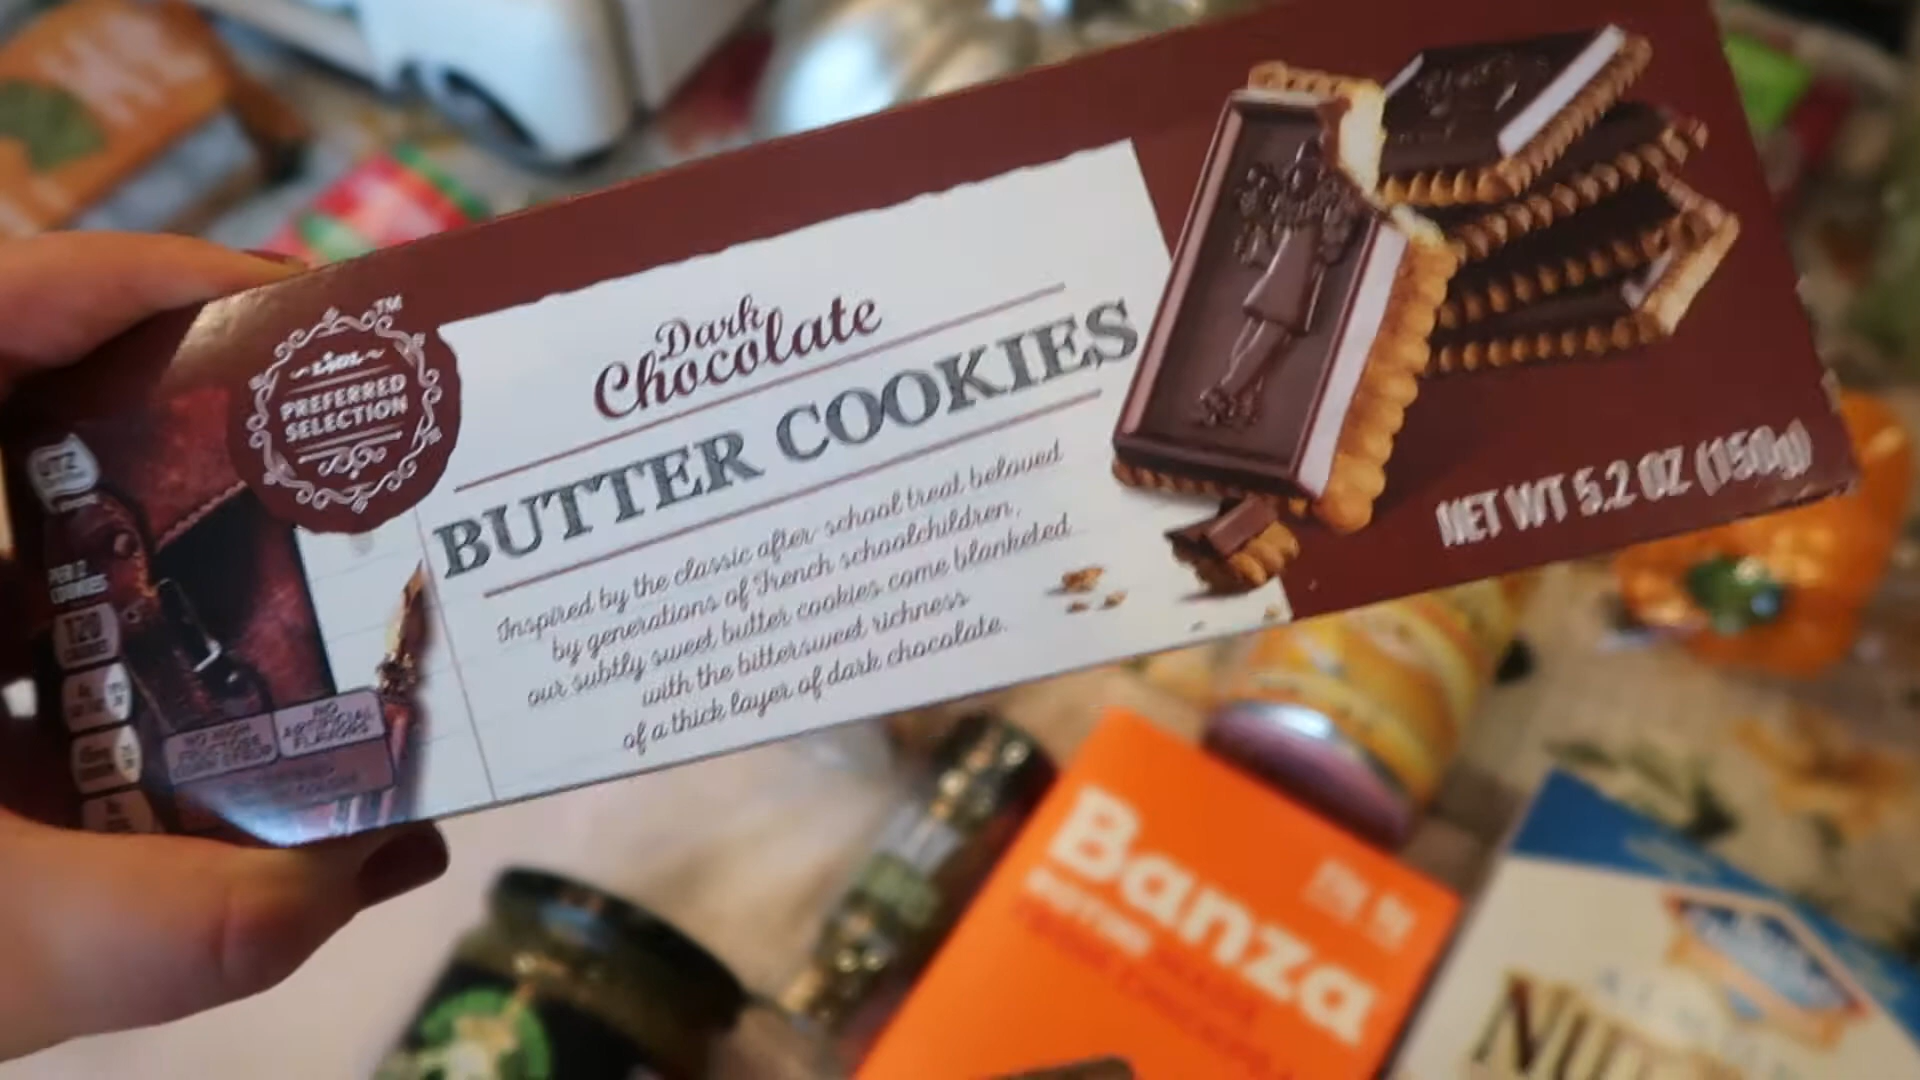 TM
LIDL
PREFERRED
SELECTION
Dark
Chocolate
BUTTER COOKIES
Inspired by the classic after-school treat beloved
by generations of French schoolchildren,
our subtly sweet butter cookies come blanketed
with the bittersweet richness
of a thick layer of dark chocolate.
NET WT 5.2 OZ (150g)
UTZ
PER 2
COOKIES
120
NO HIGH
FRUCTOSE
CORN SYRUP
NO
ARTIFICIAL
FLAVORS
Banza